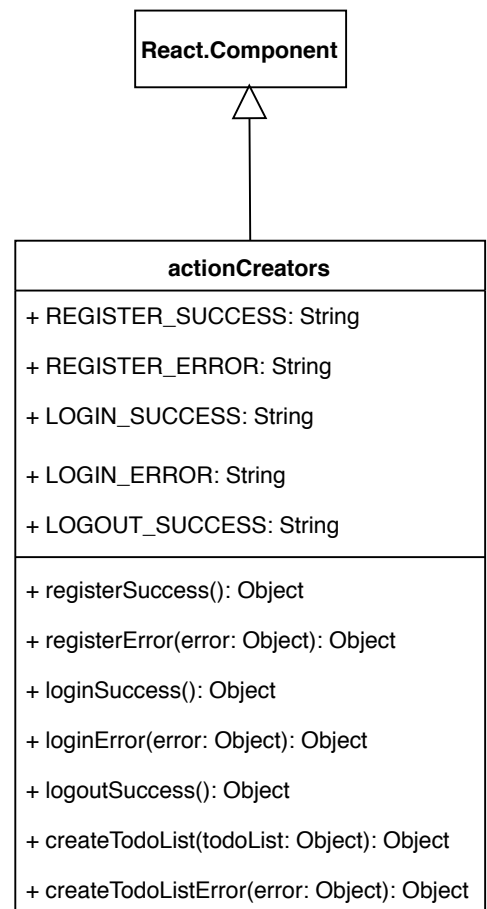 React.Component
actionCreators
+ REGISTER_SUCCESS: String
+ REGISTER_ERROR: String
+ LOGIN_SUCCESS: String
+ LOGIN_ERROR: String
+ LOGOUT_SUCCESS: String
+ registerSuccess(): Object
+ registerError(error: Object): Object
+ loginSuccess(): Object
+ loginError(error: Object): Object
+ logoutSuccess(): Object
+ createTodoList(todoList: Object): Object
+ createTodoListError(error: Object): Object